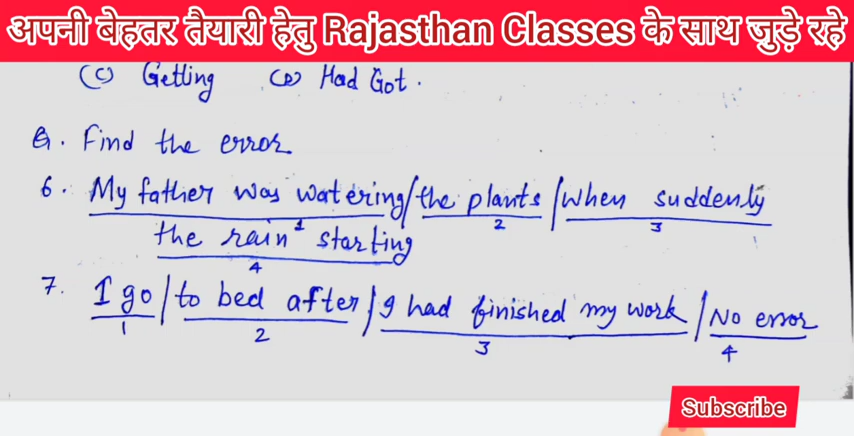 अपनी बेहतर तैयारी हेतु Rajasthan Classes के साथ जुड़े रहे
(C) Getting (D) Had Got.
Q. Find the error
6. My father was watering/the plants/when suddenly
1 2 3
the rain starting
4
7. I go/to bed after/I had finished my work/No error
1 2 3 4
Subscribe